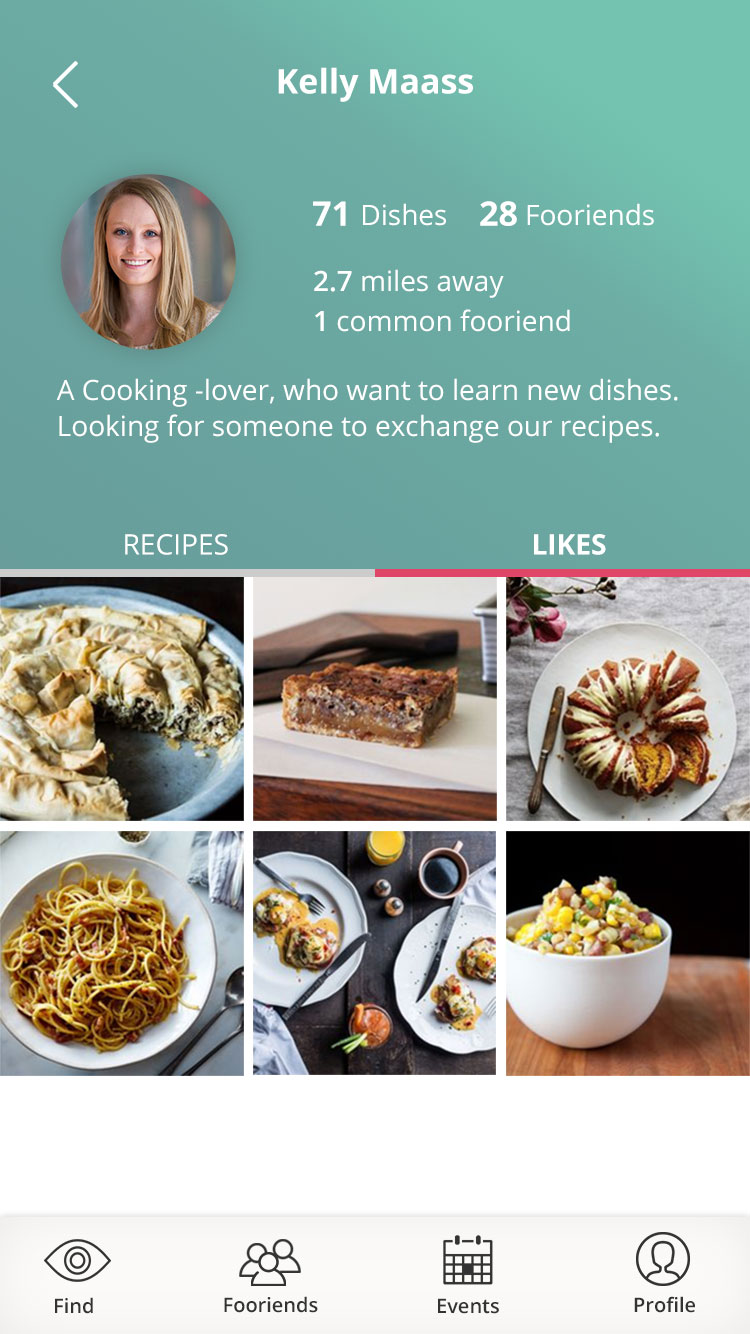 Kelly Maass
71 Dishes 28 Fooriends
2.7 miles away
1 common fooriend
A Cooking -lover, who want to learn new dishes.
Looking for someone to exchange our recipes.
RECIPES LIKES
Find Fooriends Events Profile